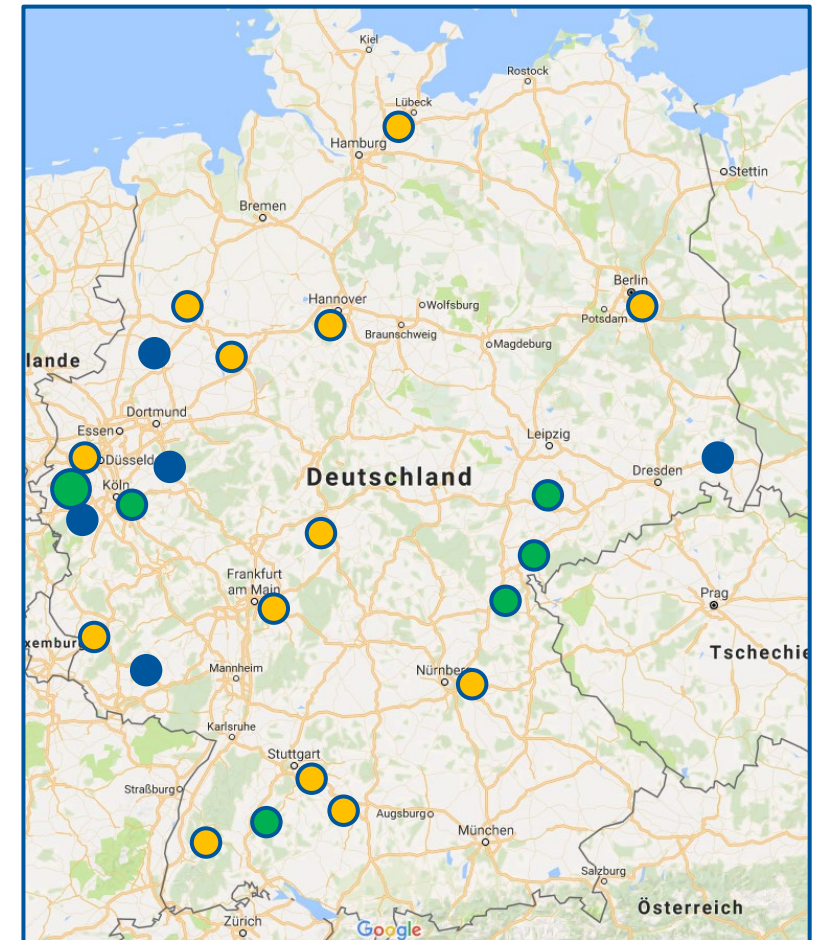 Kiel
Rostock
Lübeck
Hamburg
Stettin
Bremen
Berlin
Hannover
Wolfsburg
Potsdam
Braunschweig
Magdeburg
lande
Dortmund
Essen
Leipzig
Düsseld
Dresden
Deutschland
Köln
Frankfurt
am Main
Prag
xemburg
Tschechie
Mannheim
Nürnberg
Karlsruhe
Stuttgart
Straßburg
Augsburg
München
Salzburg
Österreich
Zürich
Google